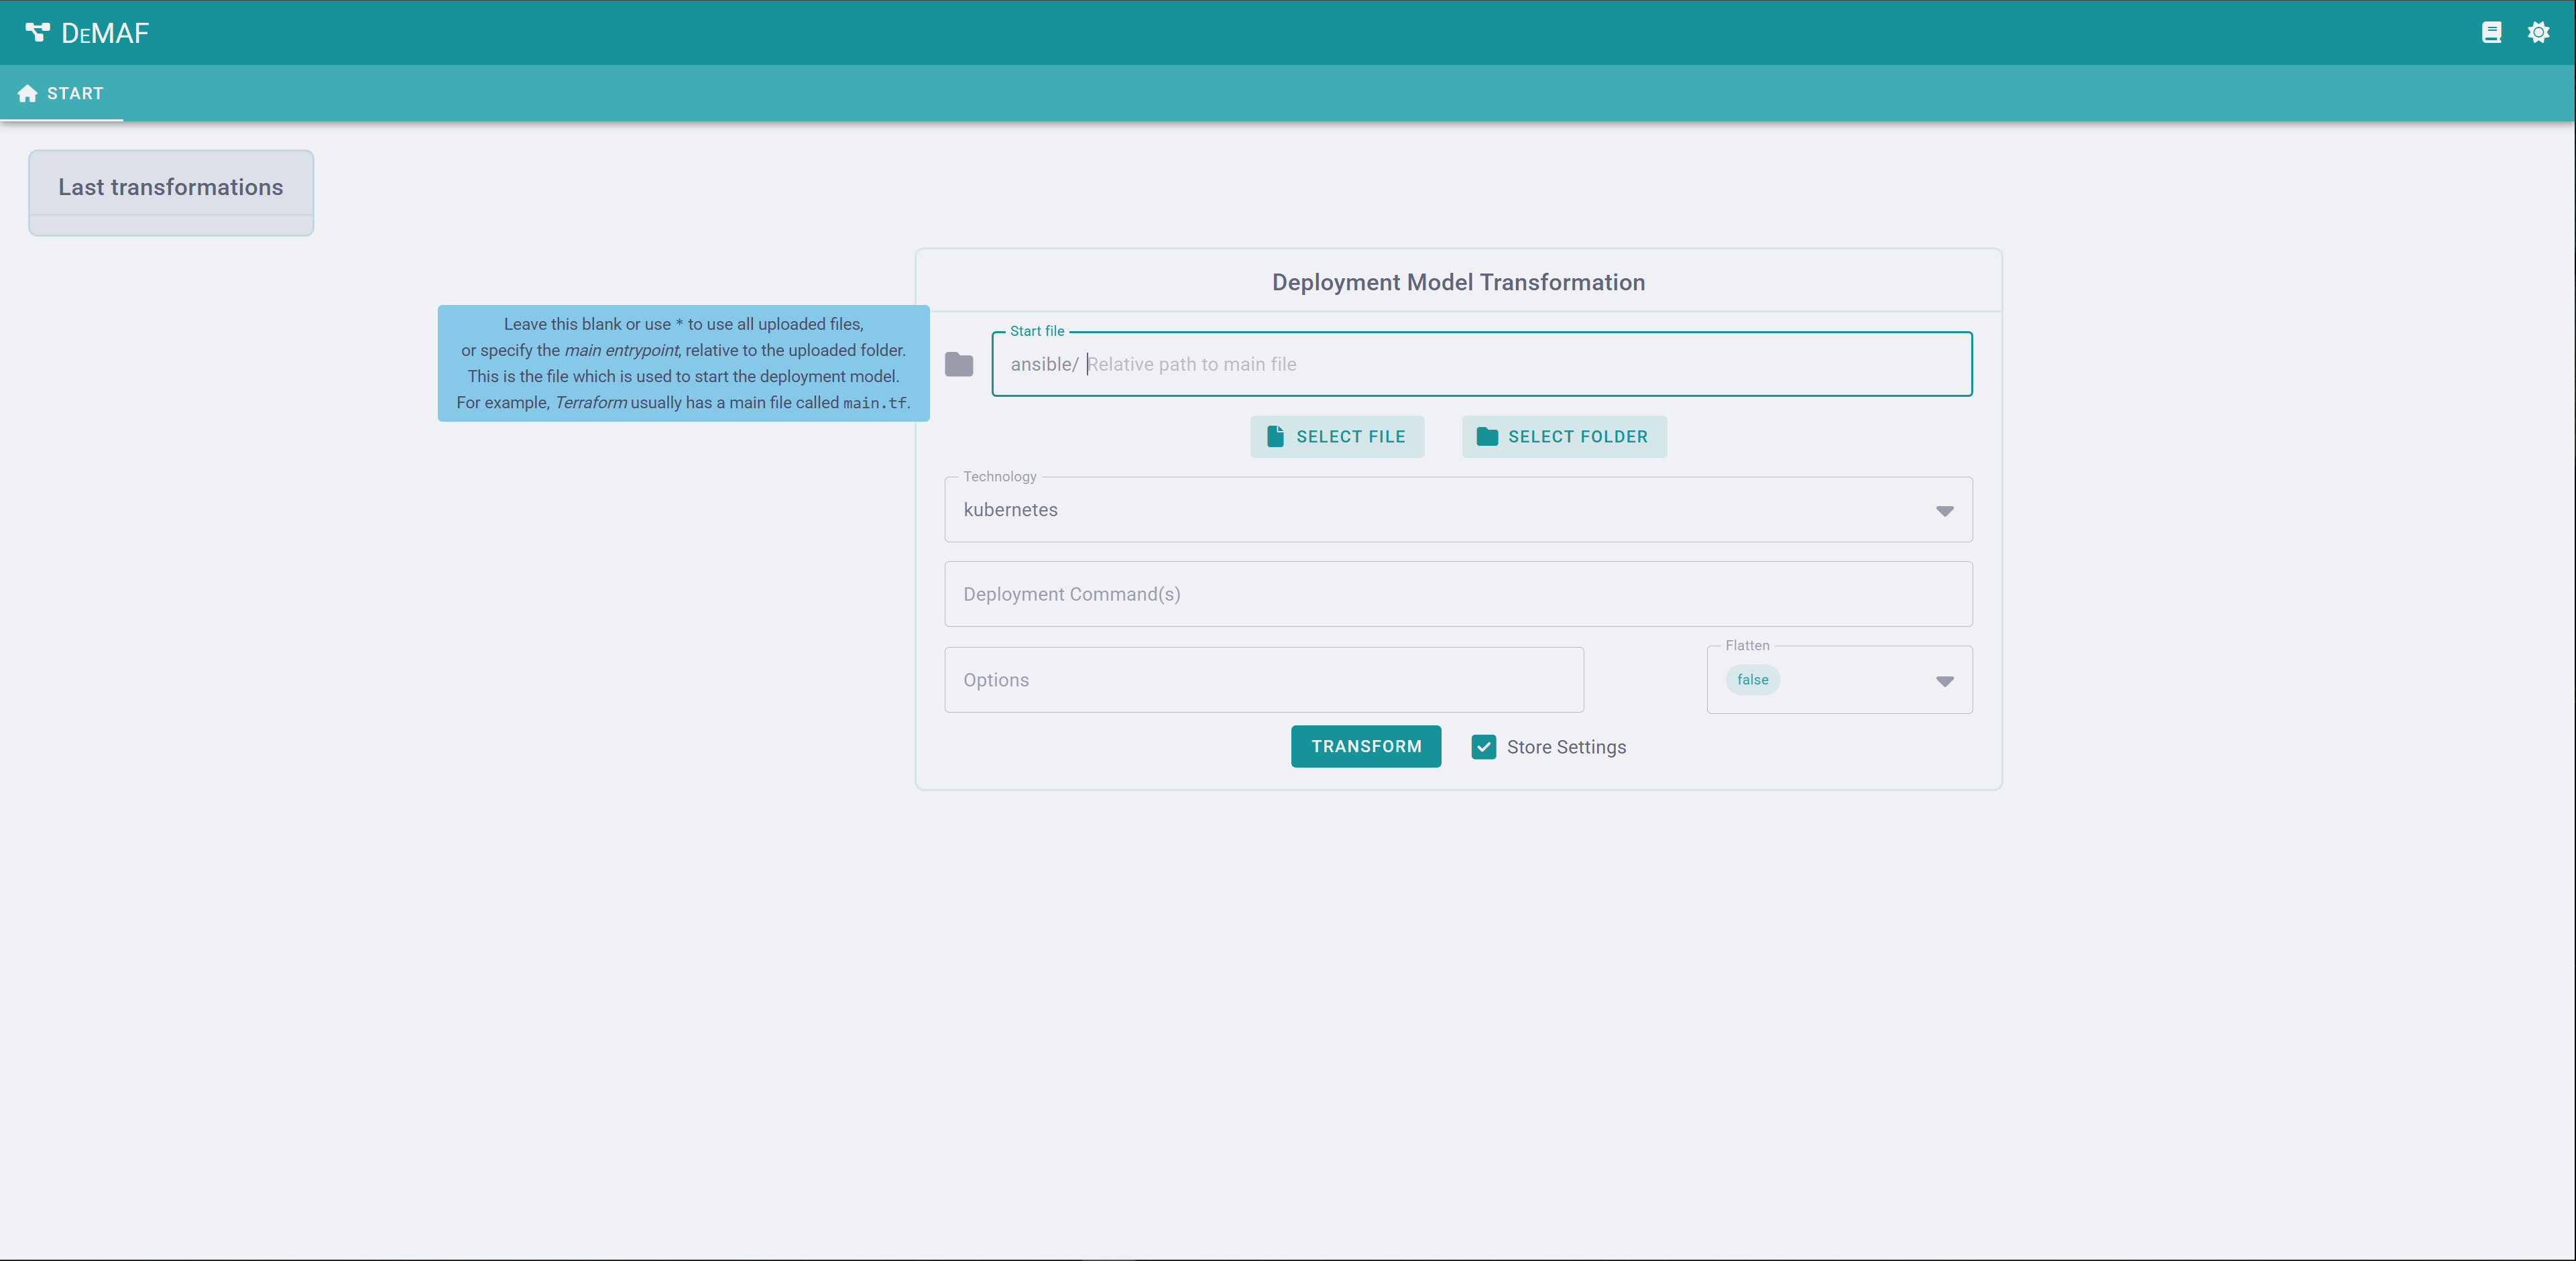 DEMAF
START
Last transformations
Deployment Model Transformation
Leave this blank or use * to use all uploaded files,
or specify the main entrypoint, relative to the uploaded folder.
This is the file which is used to start the deployment model.
For example, Terraform usually has a main file called main.tf.
Start file
ansible/ Relative path to main file
SELECT FILE
SELECT FOLDER
Technology
kubernetes
Deployment Command(s)
Options
Flatten
false
TRANSFORM
Store Settings